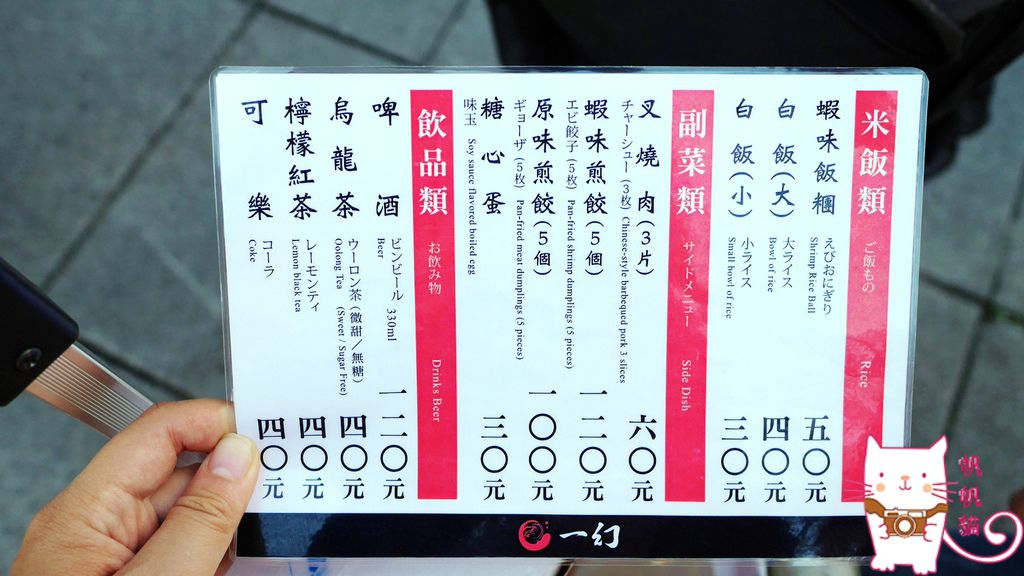 米飯類 ご飯もの Rice
蝦味飯糰 えびおにぎり 五〇元
Shrimp Rice Ball
白飯(大) 大ライス 四〇元
Bowl of rice
白飯(小) 小ライス 三〇元
Small bowl of rice
副菜類 サイドメニュー Side Dish
叉燒肉(3片) 六〇元
チャーシュー(3枚) Chinese-style barbequed pork 3 slices
蝦味煎餃(5個) 一二〇元
エビ餃子(5枚) Pan-fried shrimp dumplings (5 pieces)
原味煎餃(5個) 一〇〇元
ギョーザ(5枚) Pan-fried meat dumplings (5 pieces)
糖心蛋 三〇元
味玉 Soy sauce flavored boiled egg
飲品類 お飲み物 Drinks Beer
啤酒 ビンビール 330ml 一二〇元
Beer
烏龍茶 ウーロン茶(微甜/無糖) 四〇元
Oolong Tea (Sweet / Sugar Free)
檸檬紅茶 レーモンティ 四〇元
Lemon Black tea
可樂 コーラ 四〇元
Coke
一幻
帆帆貓